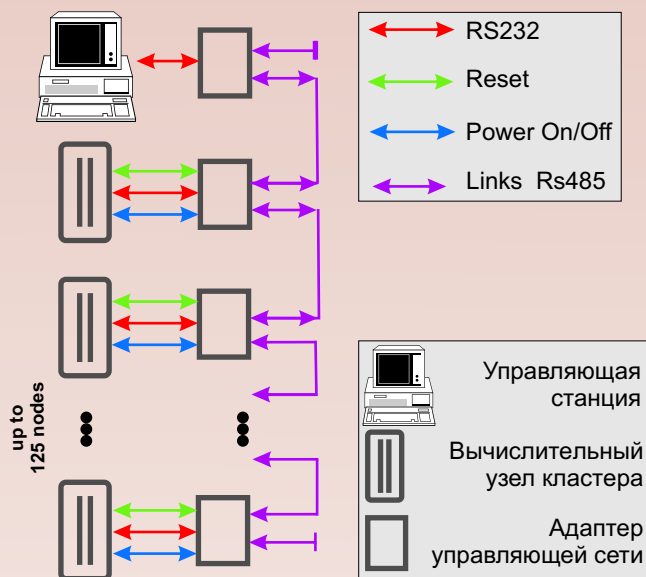 RS232
Reset
Power On/Off
Links Rs485
up to
125 nodes
Управляющая
станция
Вычислительный
узел кластера
Адаптер
управляющей сети